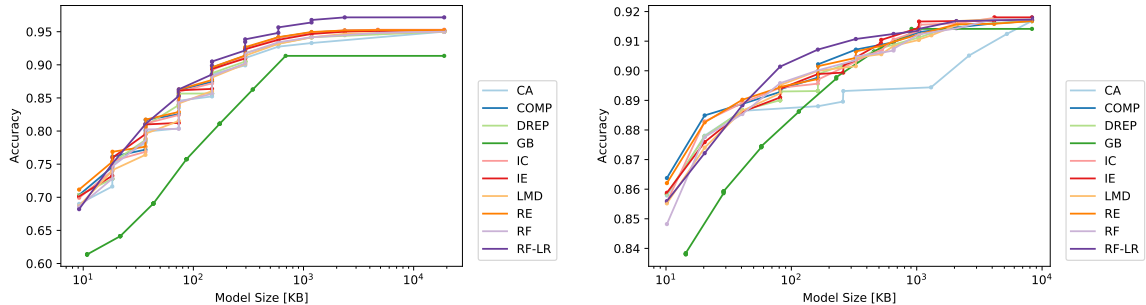 0.95
0.90
0.85
0.80
0.75
0.70
0.65
0.60
Accuracy
10¹
10²
10³
10⁴
Model Size [KB]
CA
COMP
DREP
GB
IC
IE
LMD
RE
RF
RF-LR
0.92
0.91
0.90
0.89
0.88
0.87
0.86
0.85
0.84
Accuracy
10¹
10²
10³
10⁴
Model Size [KB]
CA
COMP
DREP
GB
IC
IE
LMD
RE
RF
RF-LR